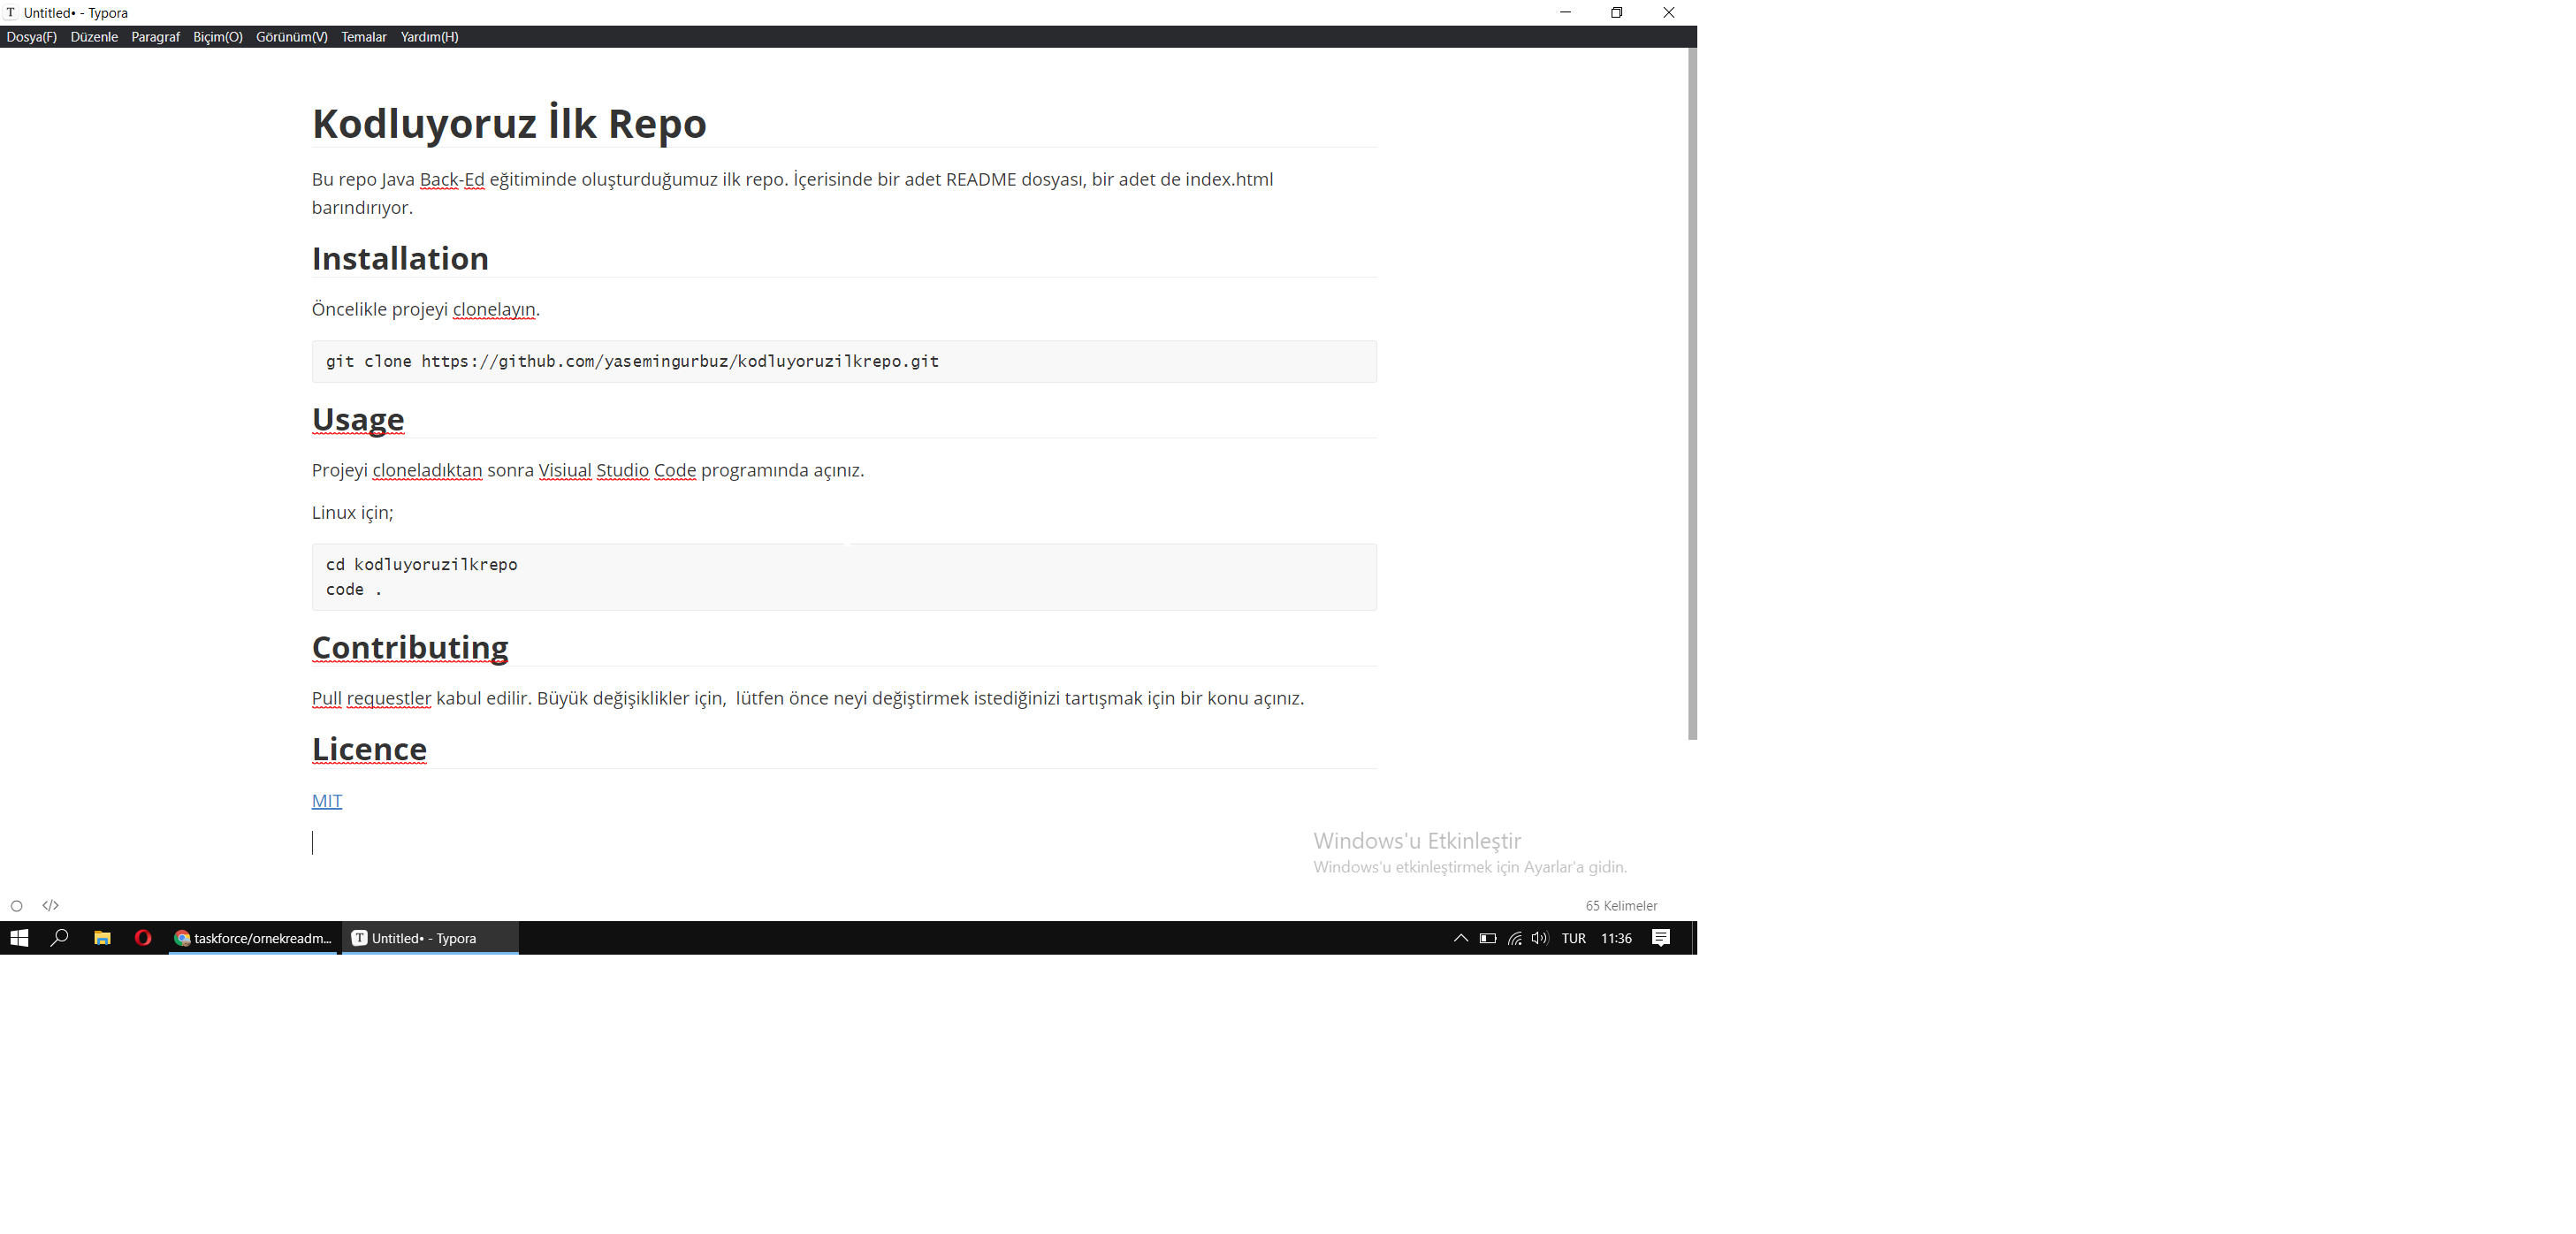 Untitled• - Typora
Dosya(F) Düzenle Paragraf Biçim(O) Görünüm(V) Temalar Yardım(H)
Kodluyoruz İlk Repo
Bu repo Java Back-Ed eğitiminde oluşturduğumuz ilk repo. İçerisinde bir adet README dosyası, bir adet de index.html
barındırıyor.
Installation
Öncelikle projeyi clonelayın.
git clone https://github.com/yasemingurbuz/kodluyoruzilkrepo.git
Usage
Projeyi cloneladıktan sonra Visiual Studio Code programında açınız.
Linux için;
cd kodluyoruzilkrepo
code .
Contributing
Pull requestler kabul edilir. Büyük değişiklikler için,  lütfen önce neyi değiştirmek istediğinizi tartışmak için bir konu açınız.
Licence
MIT
Windows'u Etkinleştir
Windows'u etkinleştirmek için Ayarlar'a gidin.
65 Kelimeler
taskforce/ornekreadm... Untitled• - Typora TUR 11:36